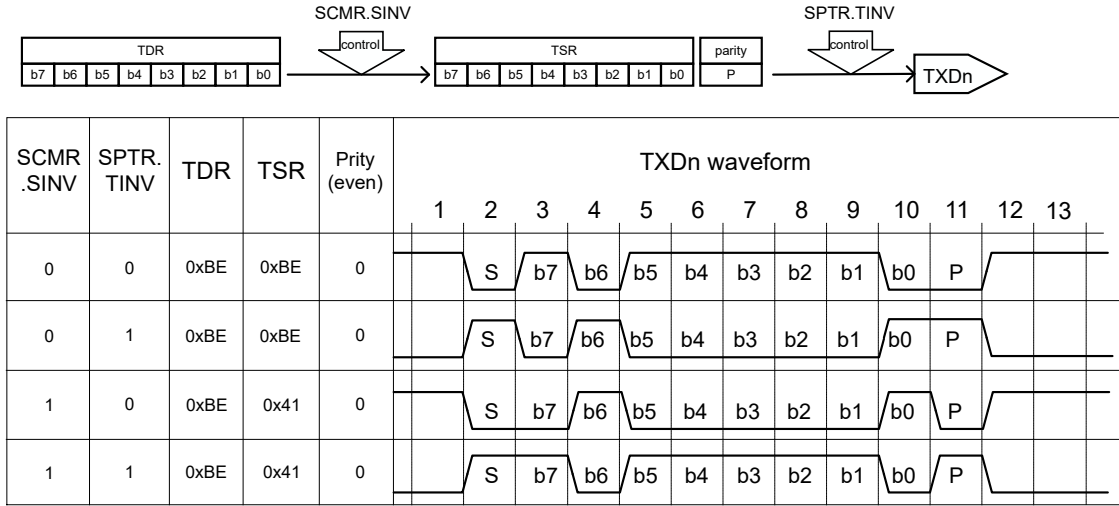 SCMR.SINV SPTR.TINV
TDR control TSR parity control
b7 b6 b5 b4 b3 b2 b1 b0 b7 b6 b5 b4 b3 b2 b1 b0 P TXDn
SCMR .SINV SPTR. TINV TDR TSR Prity (even) TXDn waveform
1 2 3 4 5 6 7 8 9 10 11 12 13
0 0 0xBE 0xBE 0 S b7 b6 b5 b4 b3 b2 b1 b0 P
0 1 0xBE 0xBE 0 S b7 b6 b5 b4 b3 b2 b1 b0 P
1 0 0xBE 0x41 0 S b7 b6 b5 b4 b3 b2 b1 b0 P
1 1 0xBE 0x41 0 S b7 b6 b5 b4 b3 b2 b1 b0 P